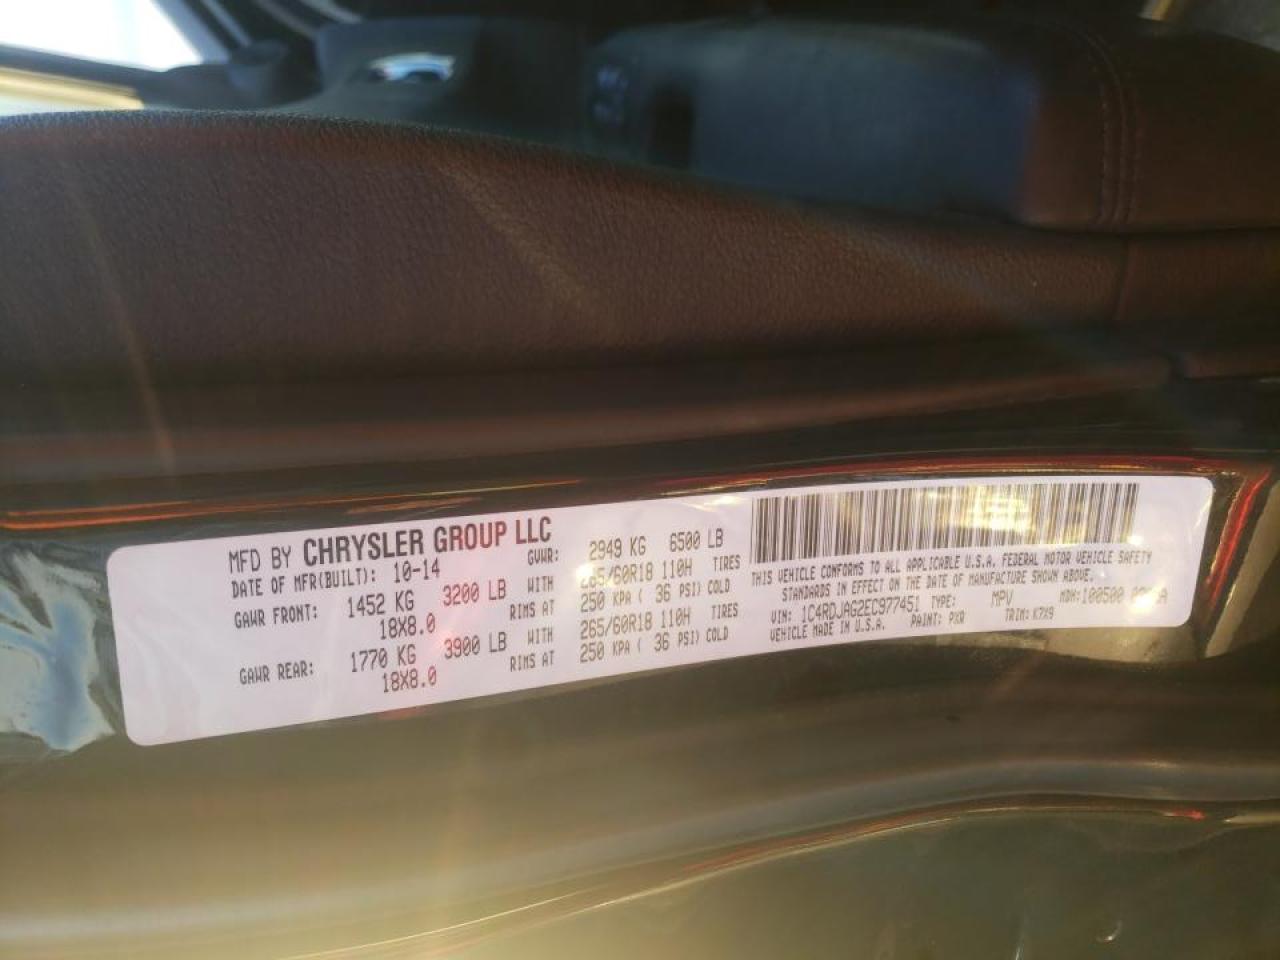 MFD BY CHRYSLER GROUP LLC
DATE OF MFR(BUILT): 10-14 GVWR: 2949 KG 6500 LB
GAWR FRONT: 1452 KG 3200 LB WITH 265/60R18 110H TIRES
18X8.0 RIMS AT 250 KPA ( 36 PSI) COLD
GAWR REAR: 1770 KG 3900 LB WITH 265/60R18 110H TIRES
18X8.0 RIMS AT 250 KPA ( 36 PSI) COLD
THIS VEHICLE CONFORMS TO ALL APPLICABLE U.S.A. FEDERAL MOTOR VEHICLE SAFETY
STANDARDS IN EFFECT ON THE DATE OF MANUFACTURE SHOWN ABOVE.
VIN: 1C4RDJAG2EC977451 TYPE: MPV MDH: 100500
VEHICLE MADE IN U.S.A. PAINT: PXR TRIM: K7X9